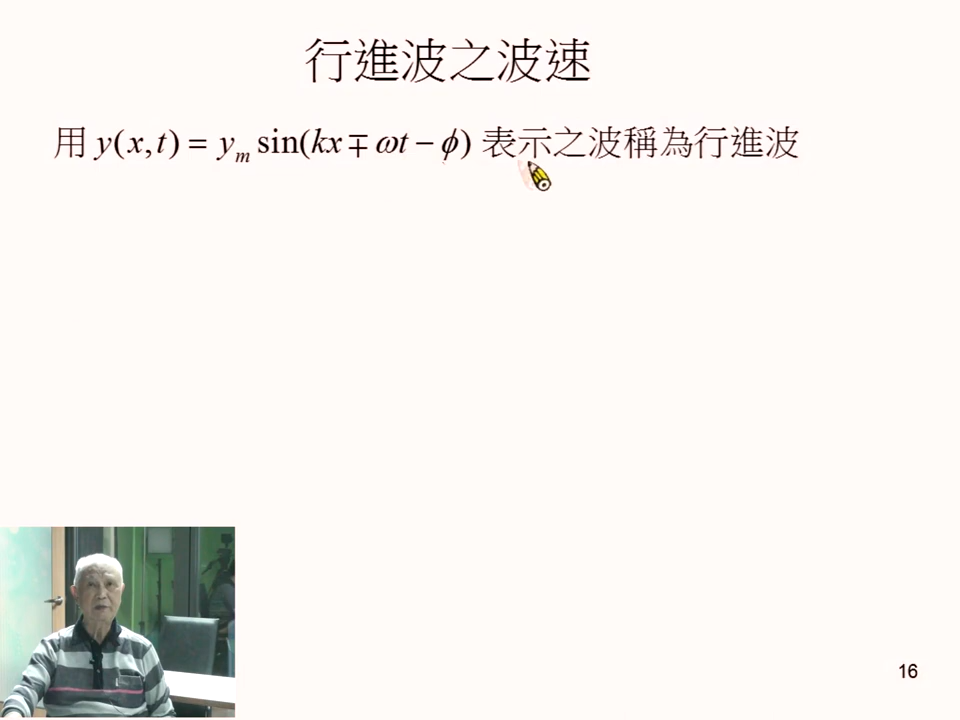 行進波之波速
用 y(x,t) = yₘ sin(kx ∓ ωt − ϕ) 表示之波稱為行進波
16